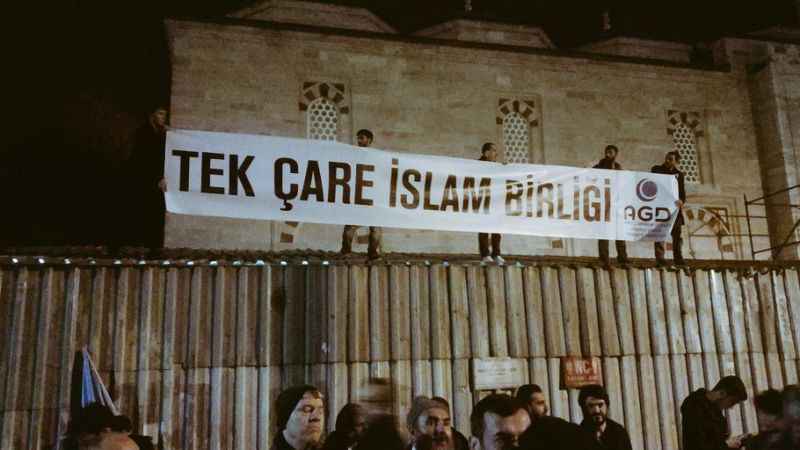 TEK ÇARE İSLAM BİRLİĞİ
AGD